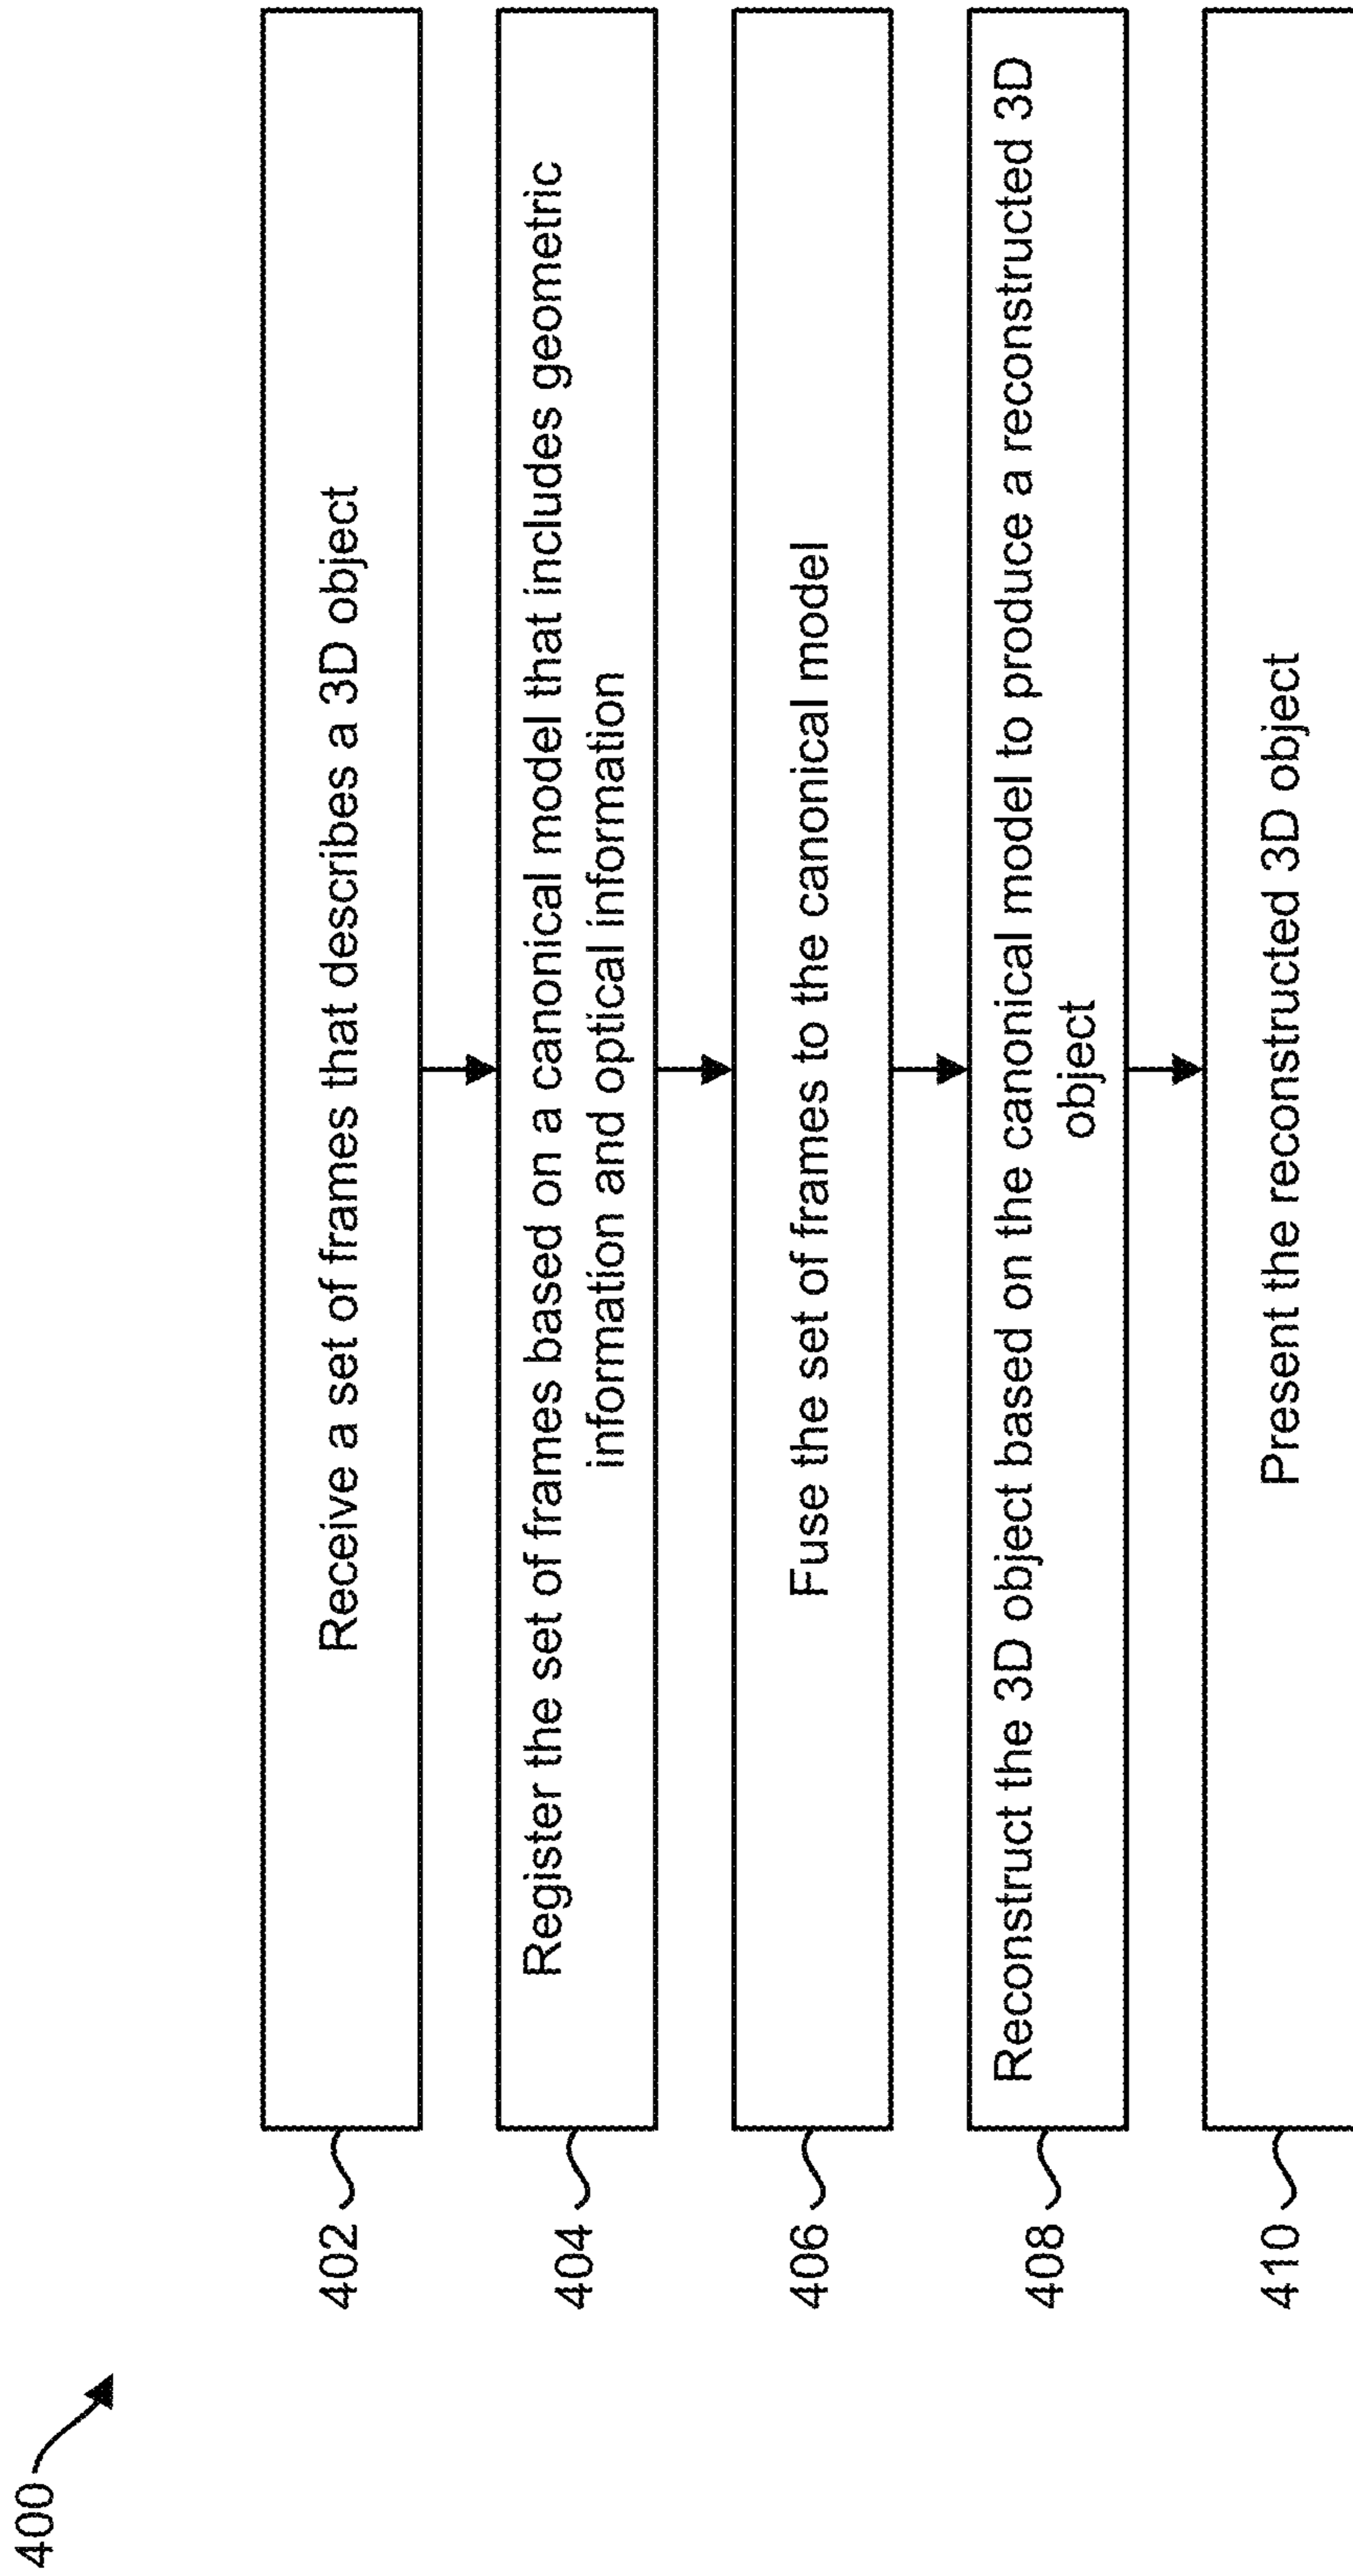 400
402
Receive a set of frames that describes a 3D object
404
Register the set of frames based on a canonical model that includes geometric
information and optical information
406
Fuse the set of frames to the canonical model
408
Reconstruct the 3D object based on the canonical model to produce a reconstructed 3D
object
410
Present the reconstructed 3D object